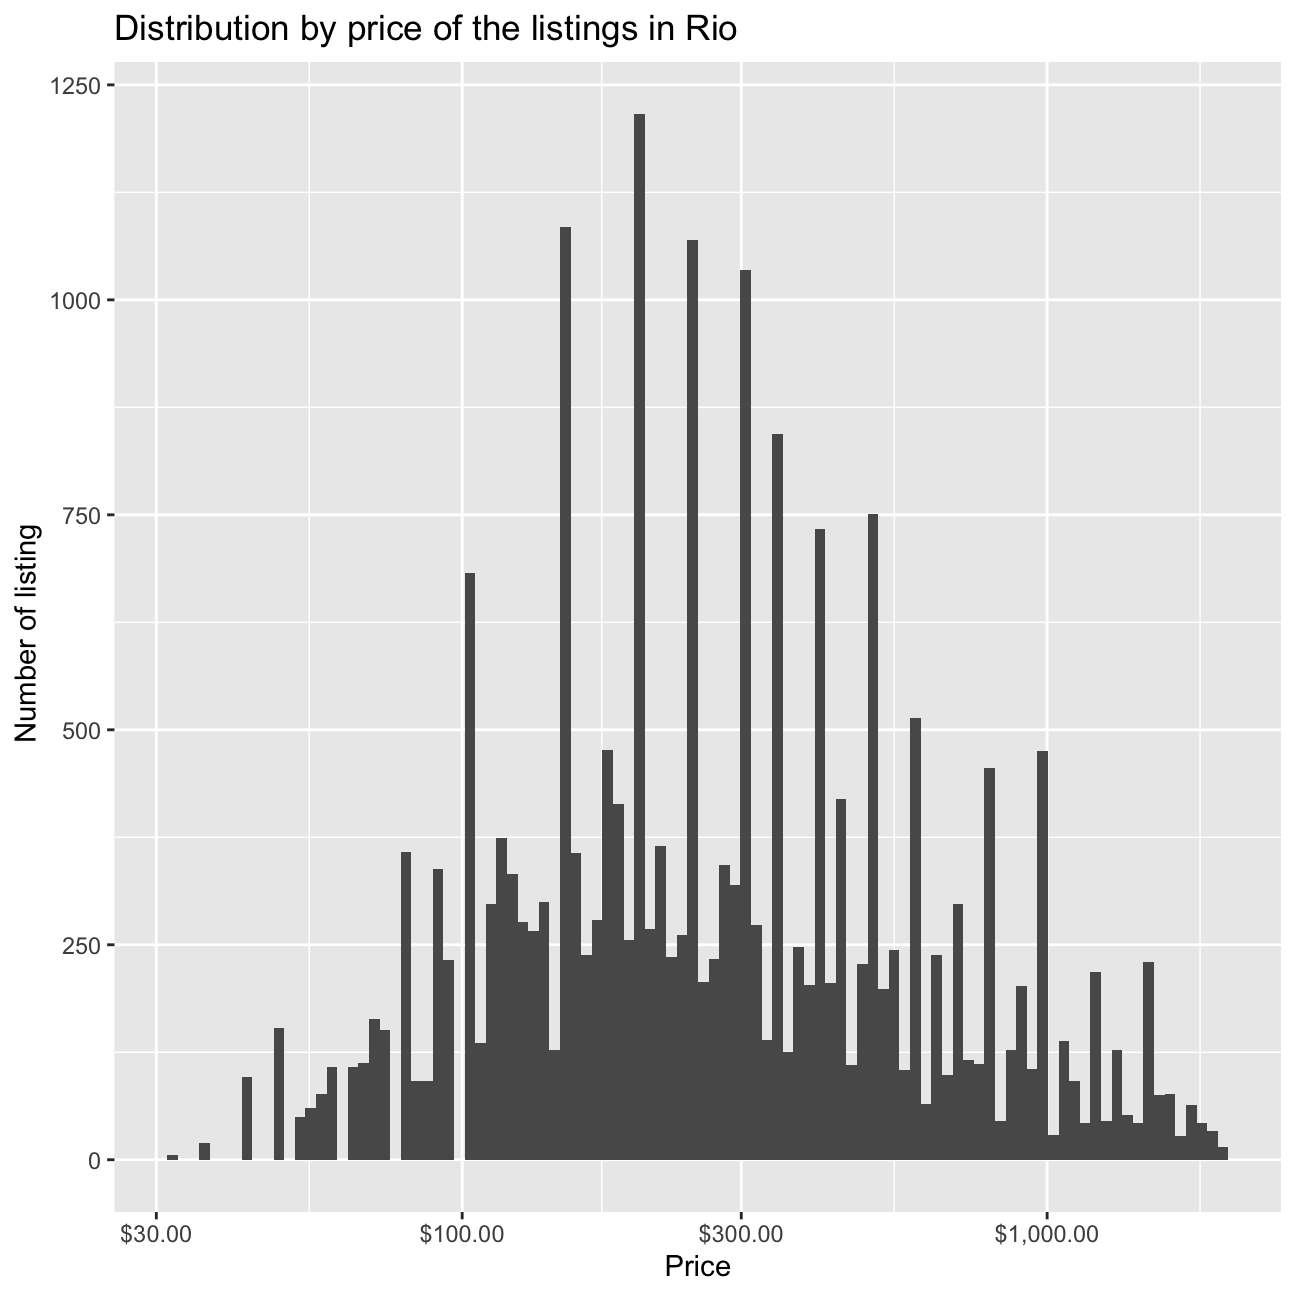 Distribution by price of the listings in Rio
1250
1000
750
500
250
0
Number of listing
$30.00 $100.00 $300.00 $1,000.00
Price